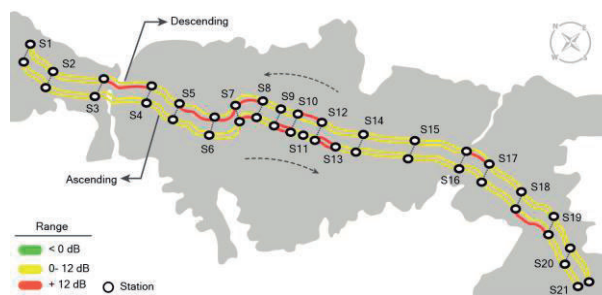 Descending
S1
S2
S3
S4
S5
S6
S7
S8
S9
S10
S11
S12
S13
S14
S15
S16
S17
S18
S19
S20
S21
Ascending
Range
< 0 dB
0- 12 dB
+ 12 dB
Station